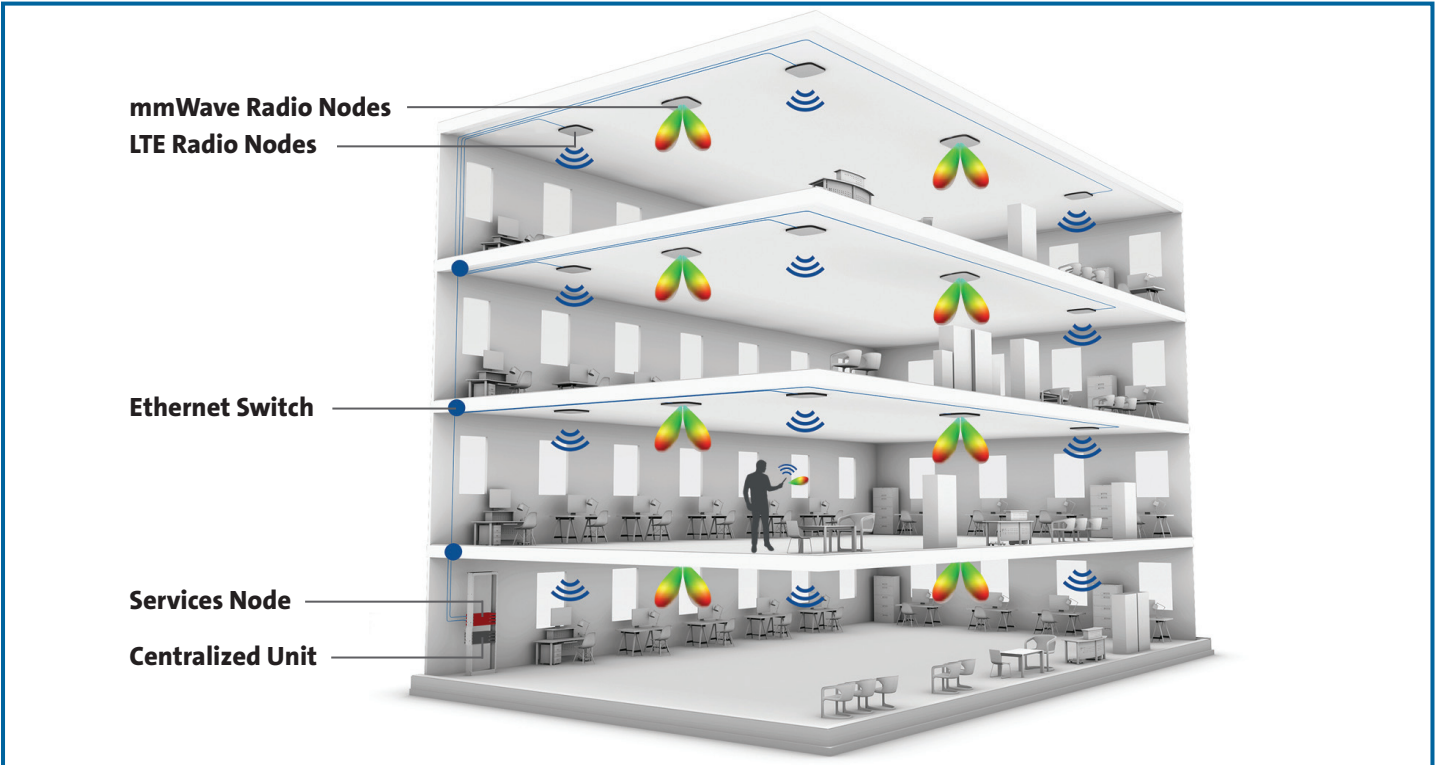 mmWave Radio Nodes
LTE Radio Nodes
Ethernet Switch
Services Node
Centralized Unit